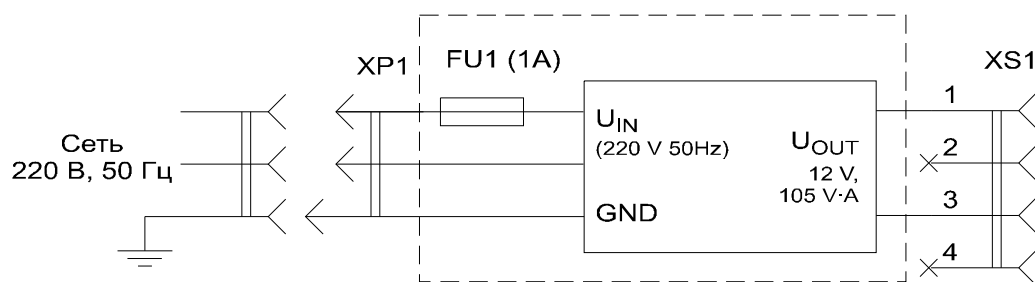 XP1
FU1 (1A)
XS1
Сеть
220 В, 50 Гц
U_IN
(220 V 50Hz)
GND
U_OUT
12 V,
105 V·A
1
2
3
4